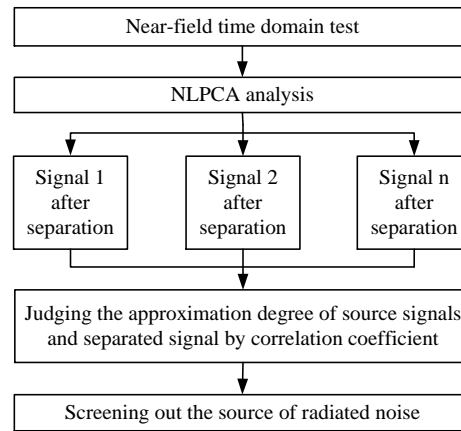 Near-field time domain test
NLPCA analysis
Signal 1
after
separation
Signal 2
after
separation
Signal n
after
separation
Judging the approximation degree of source signals
and separated signal by correlation coefficient
Screening out the source of radiated noise